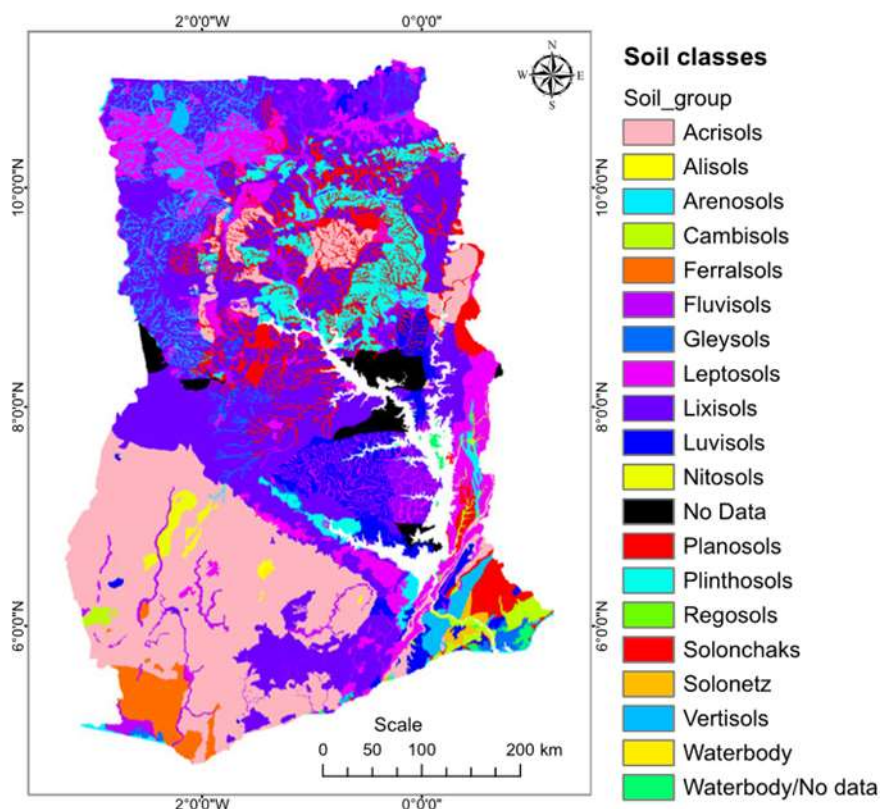 2°0'0"W 0°0'0"
N
W E
S
10°0'0"N
8°0'0"N
6°0'0"N
10°0'0"N
8°0'0"N
6°0'0"N
Scale
0 50 100 200 km
2°0'0"W 0°0'0"
Soil classes
Soil_group
Acrisols
Alisols
Arenosols
Cambisols
Ferralsols
Fluvisols
Gleysols
Leptosols
Lixisols
Luvisols
Nitosols
No Data
Planosols
Plinthosols
Regosols
Solonchaks
Solonetz
Vertisols
Waterbody
Waterbody/No data